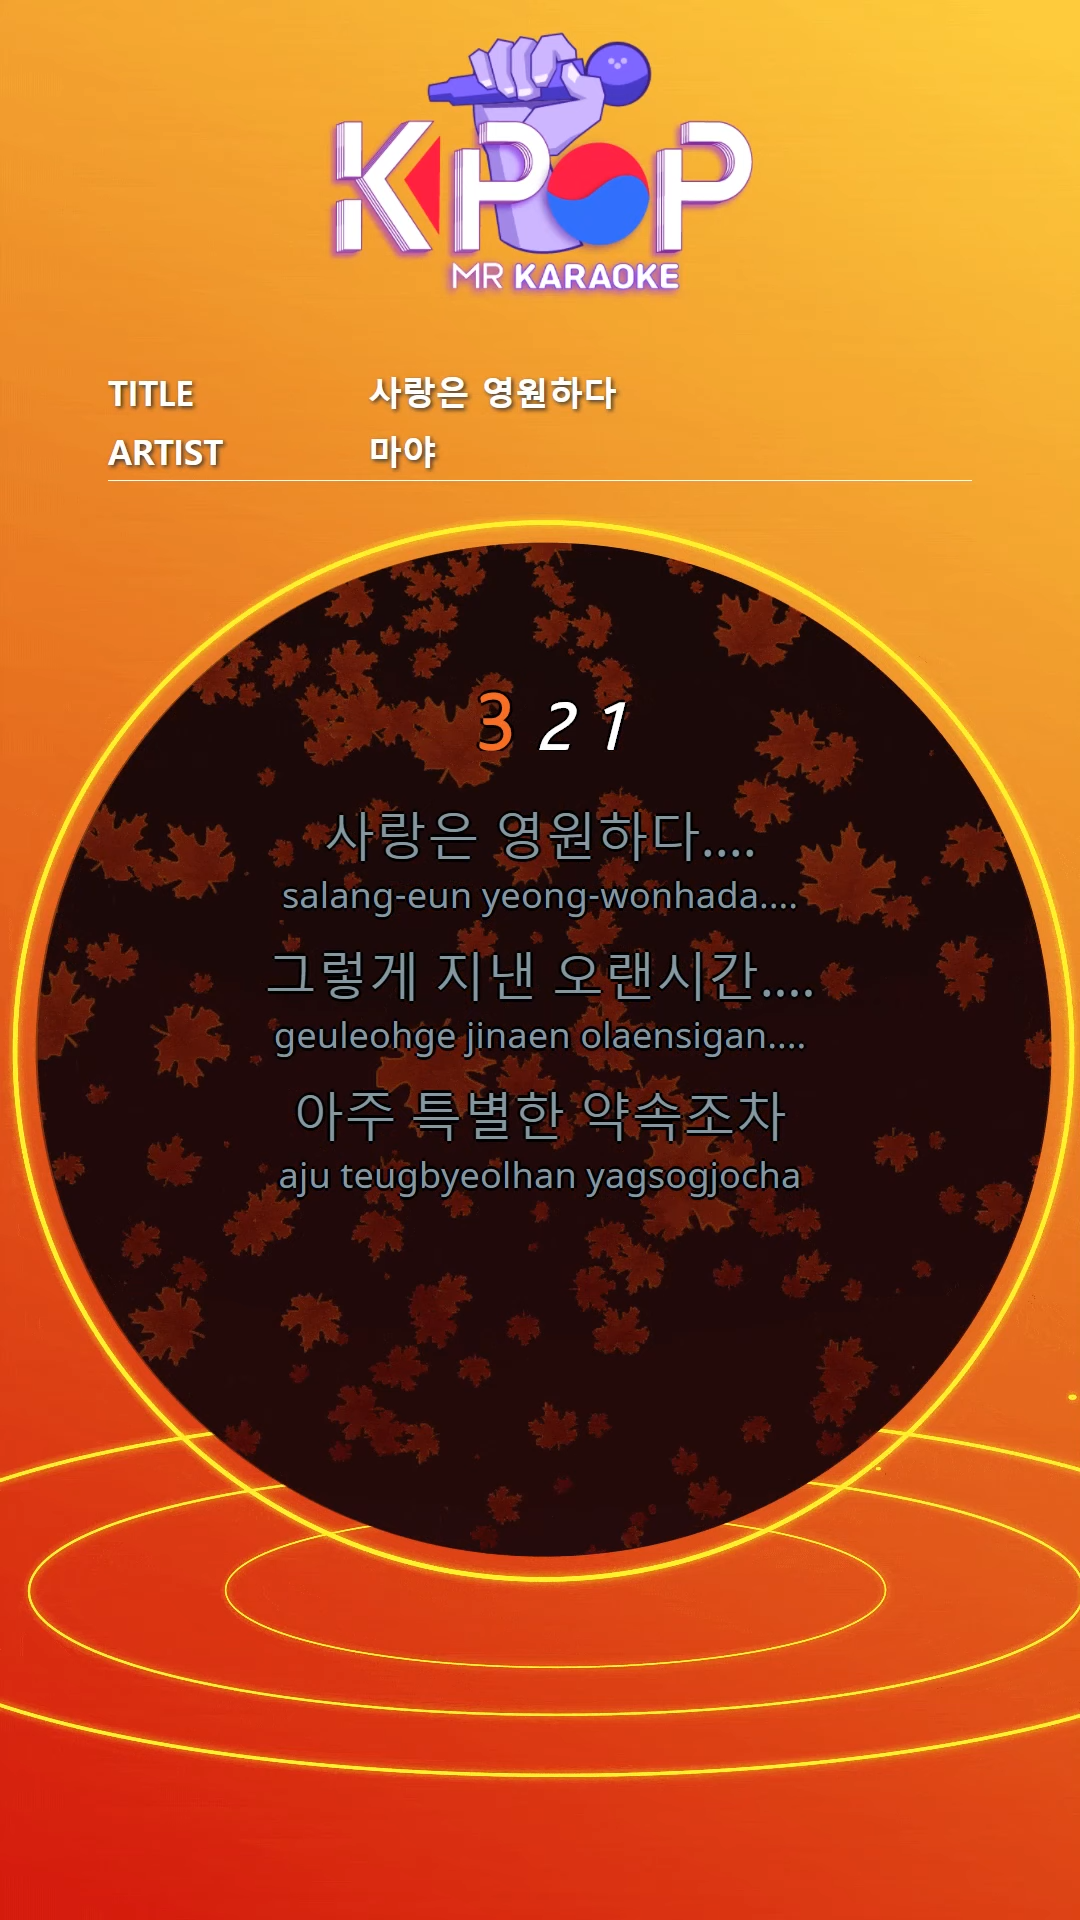 KPOP
MR KARAOKE
TITLE 사랑은 영원하다
ARTIST 마야
3 2 1
사랑은 영원하다....
salang-eun yeong-wonhada....
그렇게 지낸 오랜시간....
geuleohge jinaen olaensigan....
아주 특별한 약속조차
aju teugbyeolhan yagsogjocha